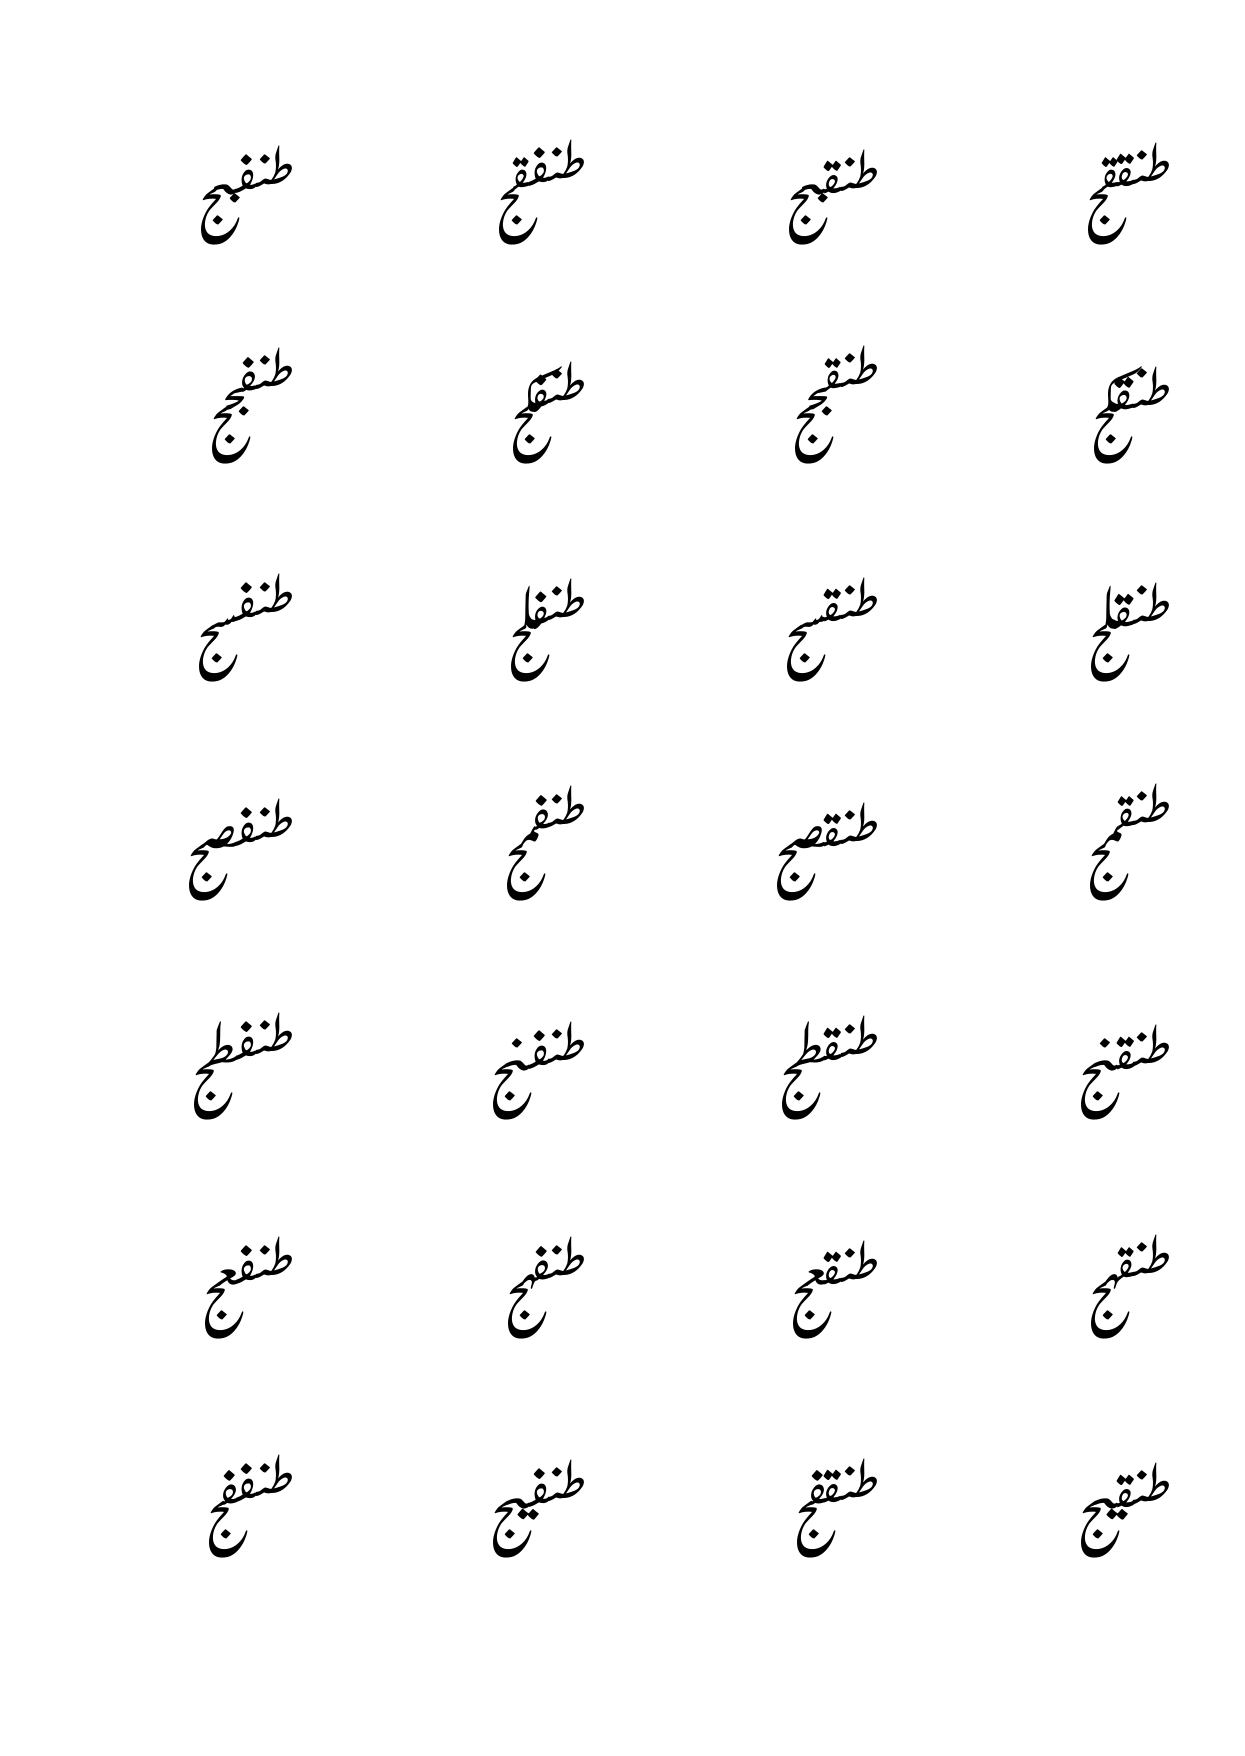 طنققج طنقبج طنفقج طنفبج
طنقكج طنقجج طنفكج طنفجج
طنقلج طنقسج طنفلج طنفسج
طنقمج طنقصج طنفمج طنفصج
طنقنج طنقطج طنفنج طنفطج
طنقهج طنقعج طنفهج طنفعج
طنقيج طنقفج طنفيج طنففج